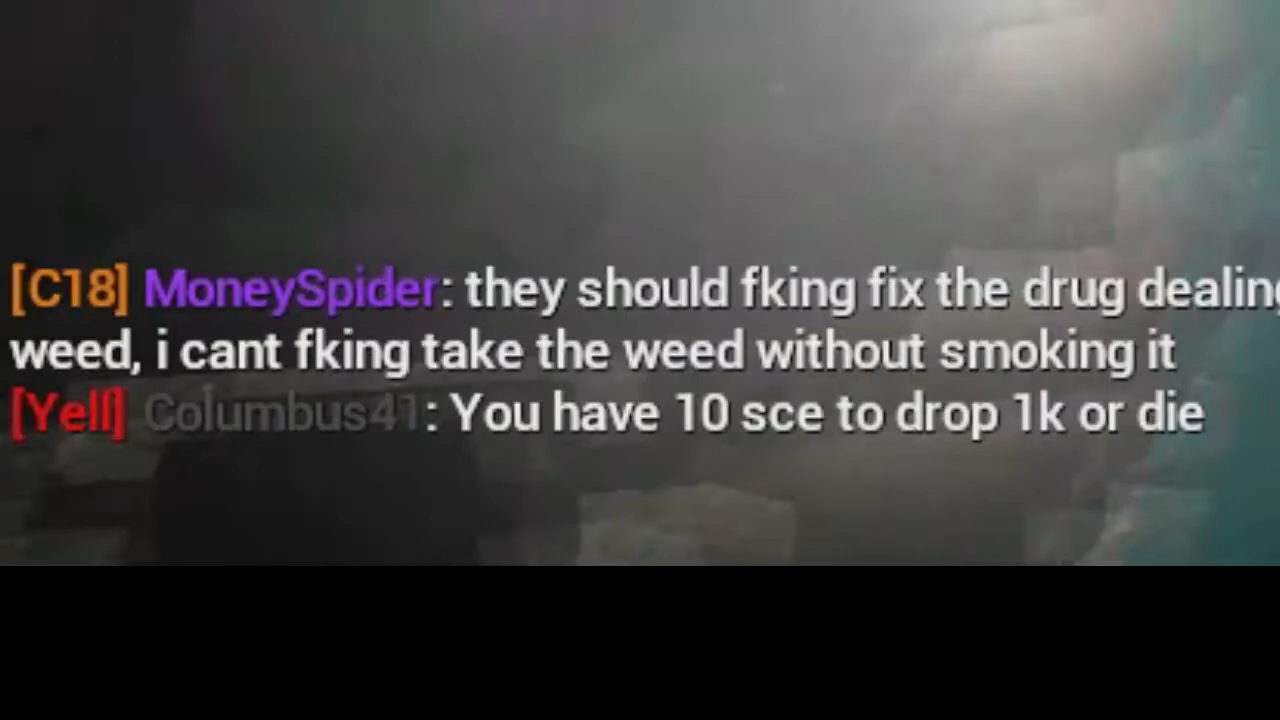 [C18] MoneySpider: they should fking fix the drug dealing
weed, i cant fking take the weed without smoking it
[Yell] Columbus41: You have 10 sce to drop 1k or die